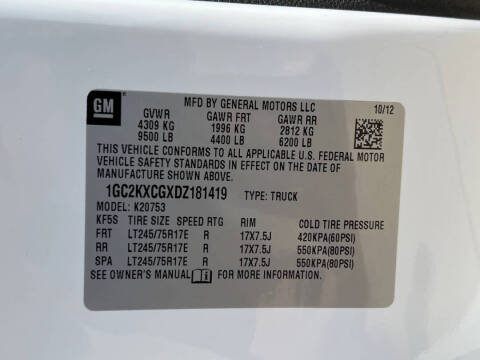 GM
MFD BY GENERAL MOTORS LLC
10/12
GVWR GAWR FRT GAWR RR
4309 KG 1996 KG 2812 KG
9500 LB 4400 LB 6200 LB
THIS VEHICLE CONFORMS TO ALL APPLICABLE U.S. FEDERAL MOTOR
VEHICLE SAFETY STANDARDS IN EFFECT ON THE DATE OF
MANUFACTURE SHOWN ABOVE.
1GC2KXCGXDZ181419 TYPE: TRUCK
MODEL: K20753
KF5S TIRE SIZE SPEED RTG RIM COLD TIRE PRESSURE
FRT LT245/75R17E R 17X7.5J 420KPA(60PSI)
RR LT245/75R17E R 17X7.5J 550KPA(80PSI)
SPA LT245/75R17E R 17X7.5J 550KPA(80PSI)
SEE OWNER'S MANUAL FOR MORE INFORMATION.